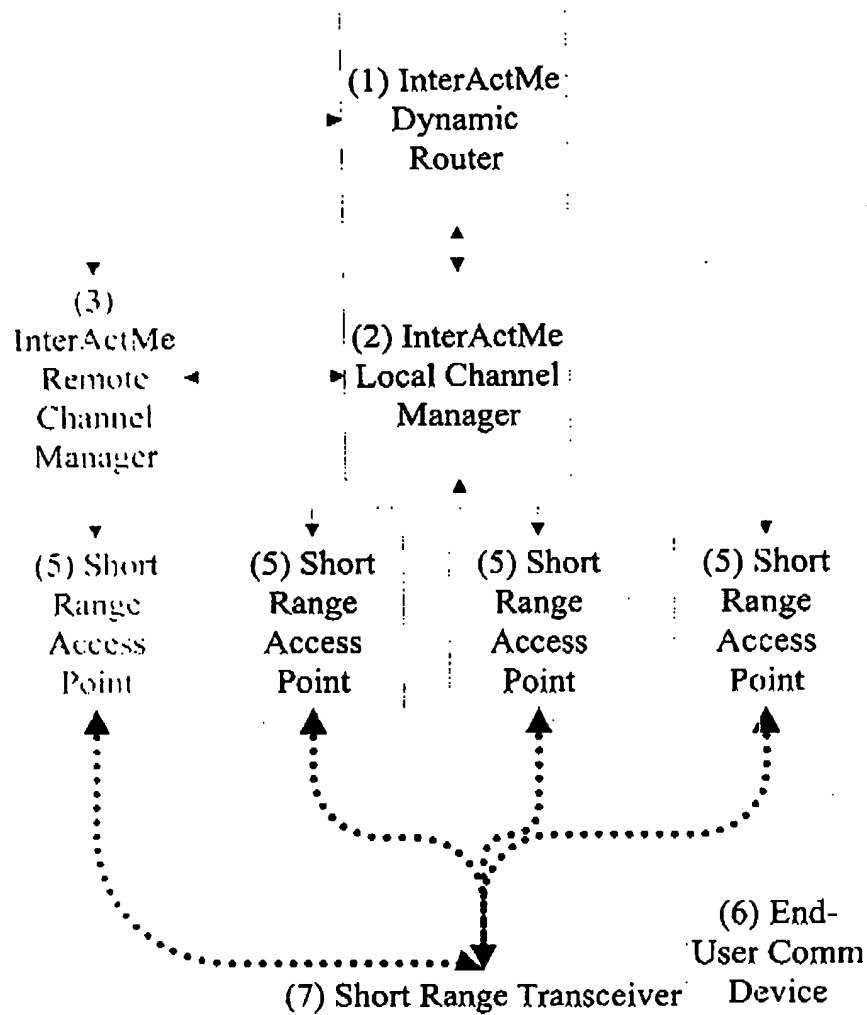 (1) InterActMe
Dynamic
Router
(3)
InterActMe
Remote
Channel
Manager
(2) InterActMe
Local Channel
Manager
(5) Short
Range
Access
Point
(5) Short
Range
Access
Point
(5) Short
Range
Access
Point
(5) Short
Range
Access
Point
(6) End-
User Comm
Device
(7) Short Range Transceiver